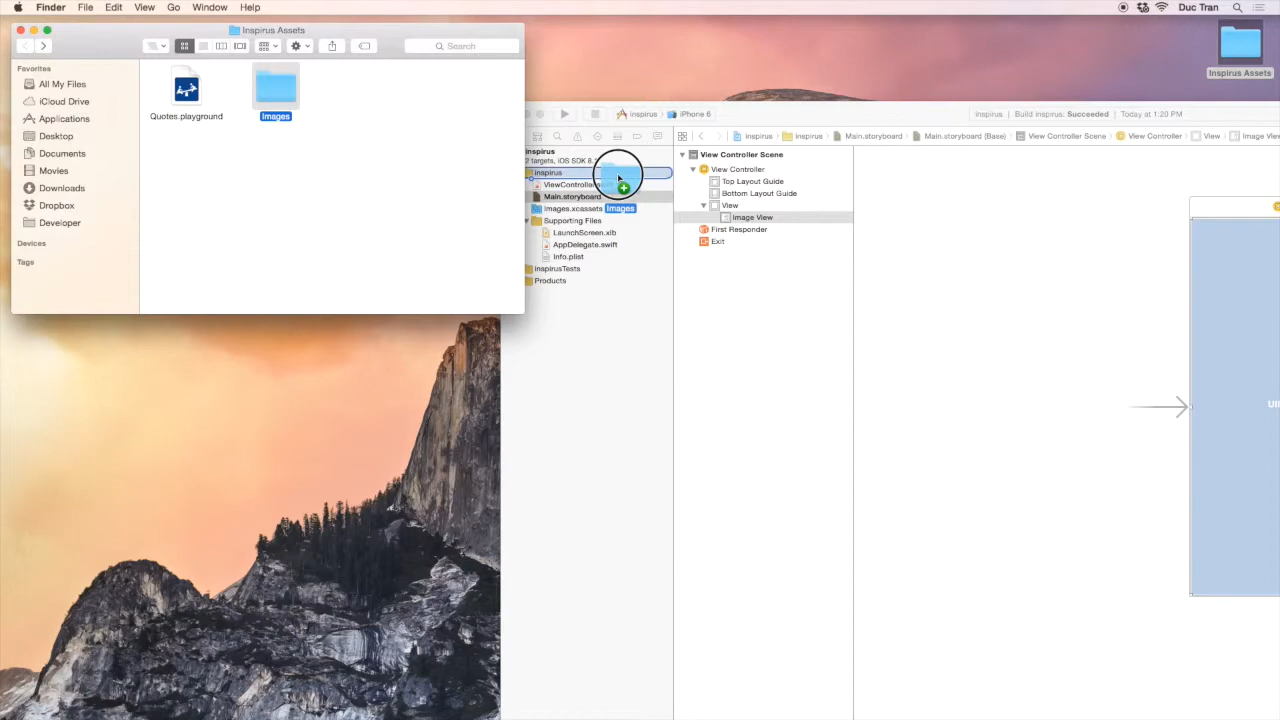 Finder File Edit View Go Window Help
Duc Tran
Inspirus Assets
Search
Favorites
All My Files
iCloud Drive
Applications
Desktop
Documents
Movies
Downloads
Dropbox
Developer
Devices
Tags
Quotes.playground
Images
Inspirus Assets
inspirus iPhone 6
inspirus Build inspirus: Succeeded Today at 1:20 PM
inspirus inspirus Main.storyboard Main.storyboard (Base) View Controller Scene View Controller View Image Vie
inspirus
2 targets, iOS SDK 8.
inspirus
ViewController
Main.storyboard
Images.xcassets
Images
Supporting Files
LaunchScreen.xib
AppDelegate.swift
Info.plist
inspirusTests
Products
View Controller Scene
View Controller
Top Layout Guide
Bottom Layout Guide
View
Image View
First Responder
Exit